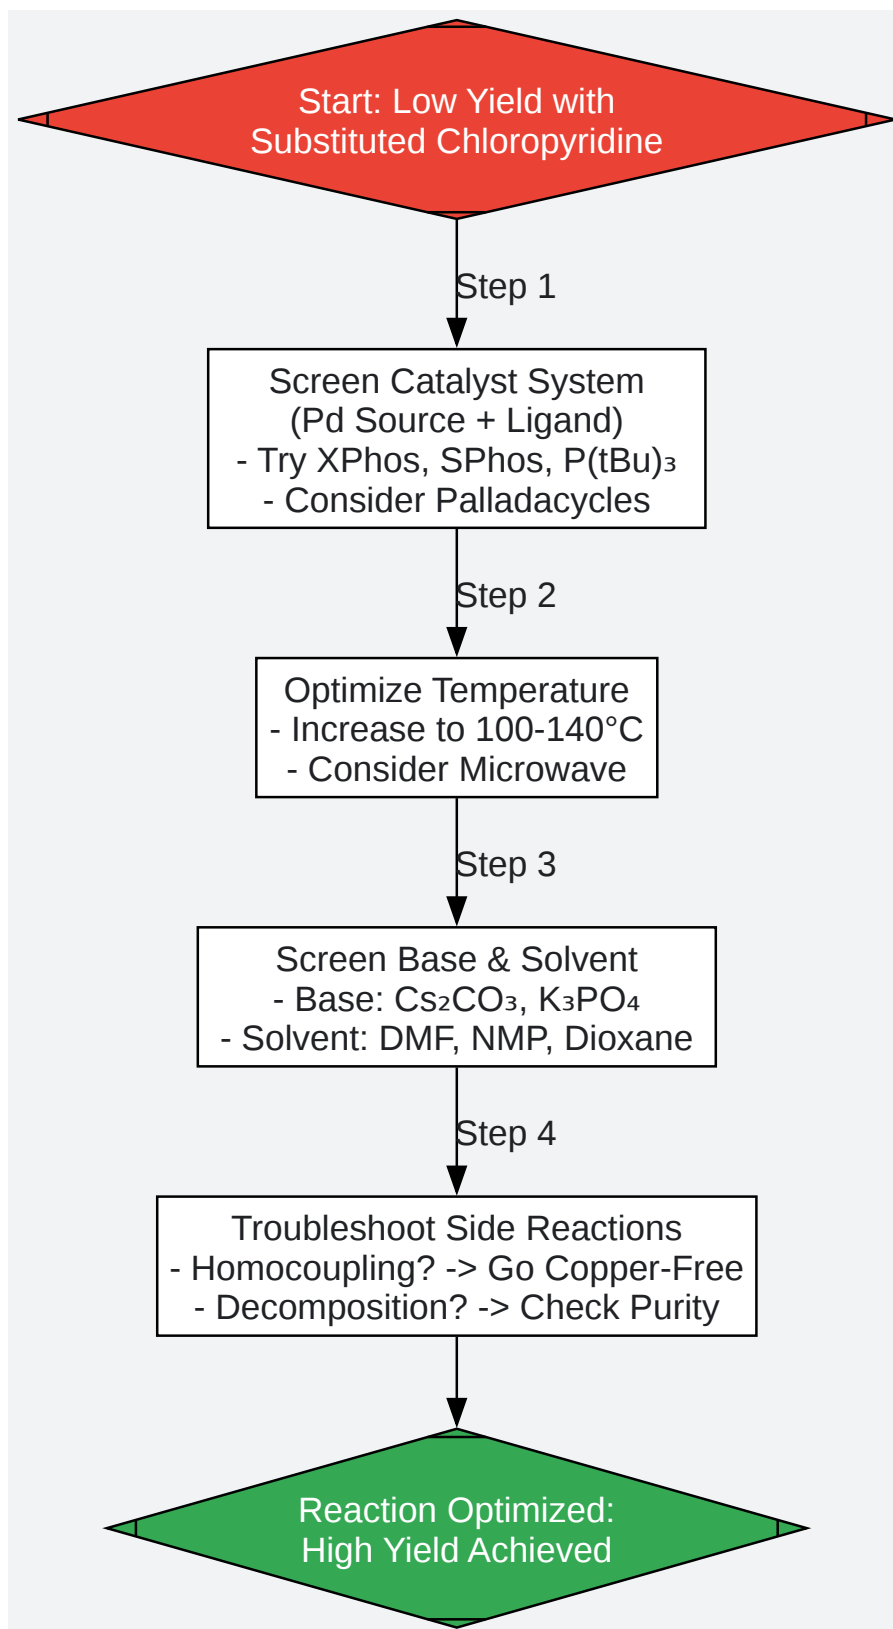 Start: Low Yield with
Substituted Chloropyridine
Step 1
Screen Catalyst System
(Pd Source + Ligand)
- Try XPhos, SPhos, P(tBu)₃
- Consider Palladacycles
Step 2
Optimize Temperature
- Increase to 100-140°C
- Consider Microwave
Step 3
Screen Base & Solvent
- Base: Cs₂CO₃, K₃PO₄
- Solvent: DMF, NMP, Dioxane
Step 4
Troubleshoot Side Reactions
- Homocoupling? -> Go Copper-Free
- Decomposition? -> Check Purity
Reaction Optimized:
High Yield Achieved